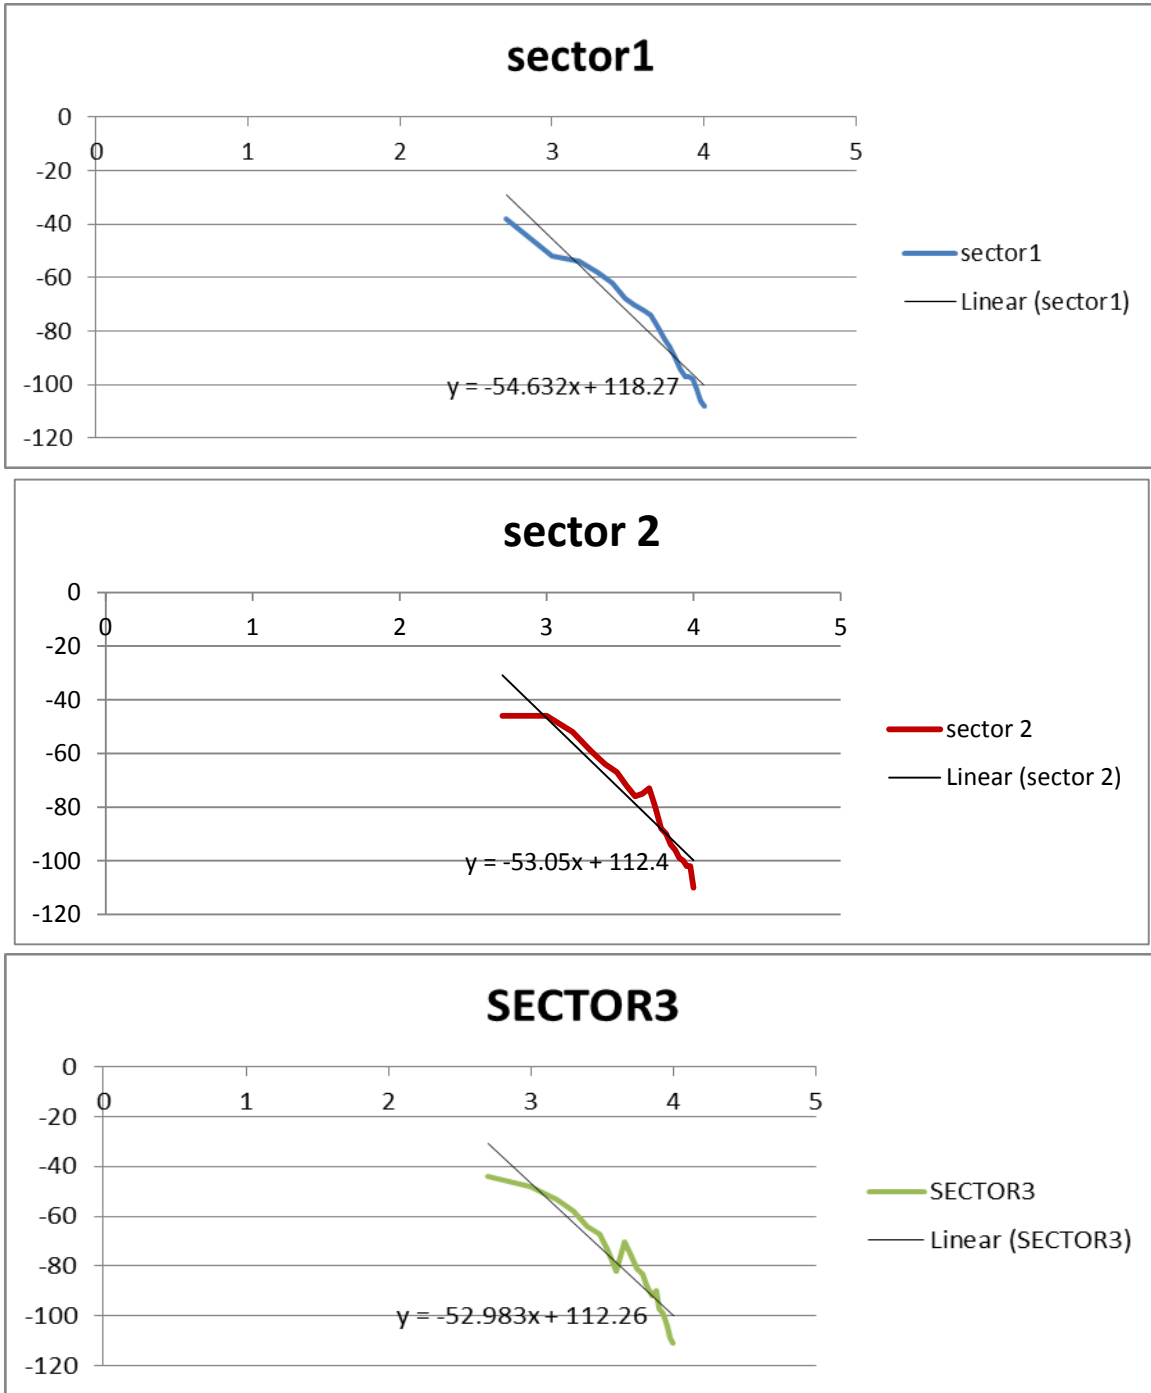 sector1
0
0 1 2 3 4 5
-20
-40
-60
-80
-100
-120
y = -54.632x + 118.27
sector1
Linear (sector1)
sector 2
0
0 1 2 3 4 5
-20
-40
-60
-80
-100
-120
y = -53.05x + 112.4
sector 2
Linear (sector 2)
SECTOR3
0
0 1 2 3 4 5
-20
-40
-60
-80
-100
-120
y = -52.983x + 112.26
SECTOR3
Linear (SECTOR3)